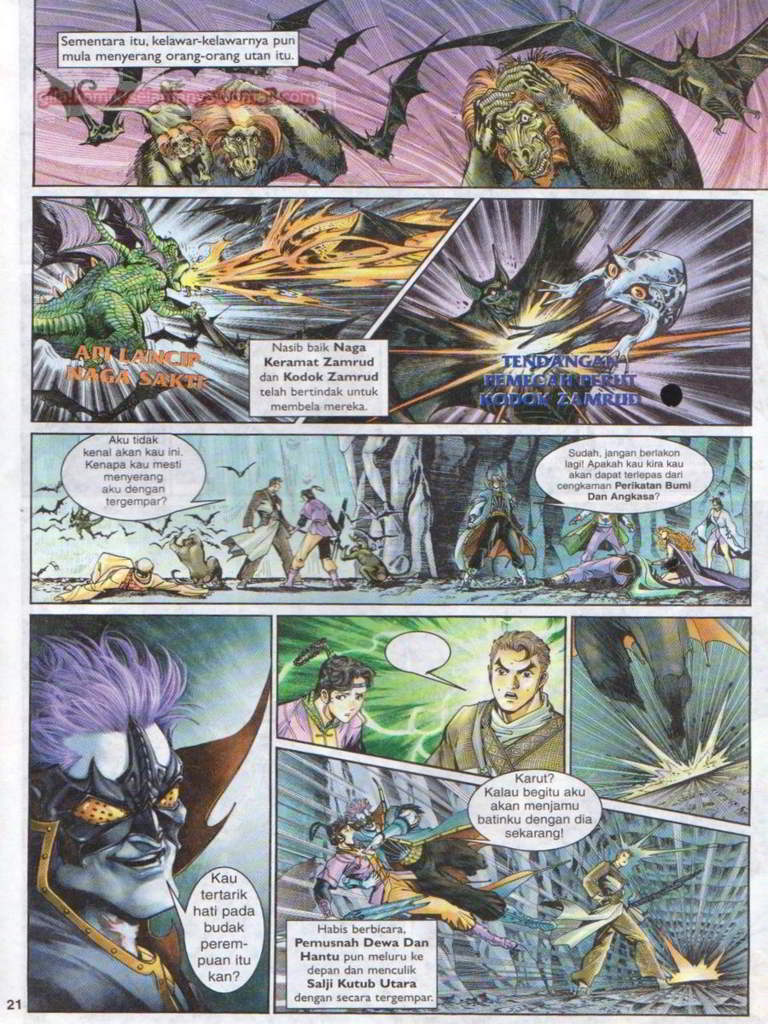 Sementara itu, kelawar-kelawarnya pun
mula menyerang orang-orang utan itu.
API LANCIP
NAGA SAKTI
Nasib baik Naga
Keramat Zamrud
dan Kodok Zamrud
telah bertindak untuk
membela mereka.
TENDANGAN
PEMECAH PERUT
KODOK ZAMRUD
Aku tidak
kenal akan kau ini.
Kenapa kau mesti
menyerang
aku dengan
tergempar?
Sudah, jangan berlakon
lagi! Apakah kau kira kau
akan dapat terlepas dari
cengkaman Perikatan Bumi
Dan Angkasa?
Kau
tertarik
hati pada
budak
perem-
puan itu
kan?
Karut?
Kalau begitu aku
akan menjamu
batinku dengan dia
sekarang!
Habis berbicara,
Pemusnah Dewa Dan
Hantu pun meluru ke
depan dan menculik
Salji Kutub Utara
dengan secara tergempar.
21